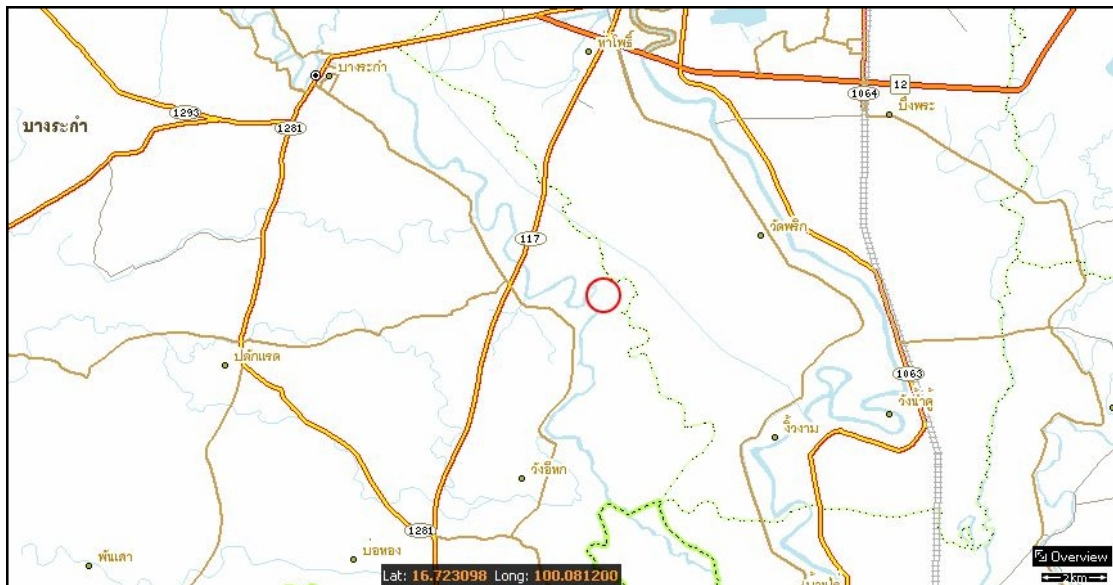 ท่าโพธิ์
บางระกำ
12
1064
บึงพระ
1293
บางระกำ
1281
117
วัดพริก
ปลักแรด
1063
วังน้ำคู้
งิ้วงาม
วังอิทก
1281
พันเสา
บ่อทอง
Overview
Lat: 16.723098 Long: 100.081200
2km